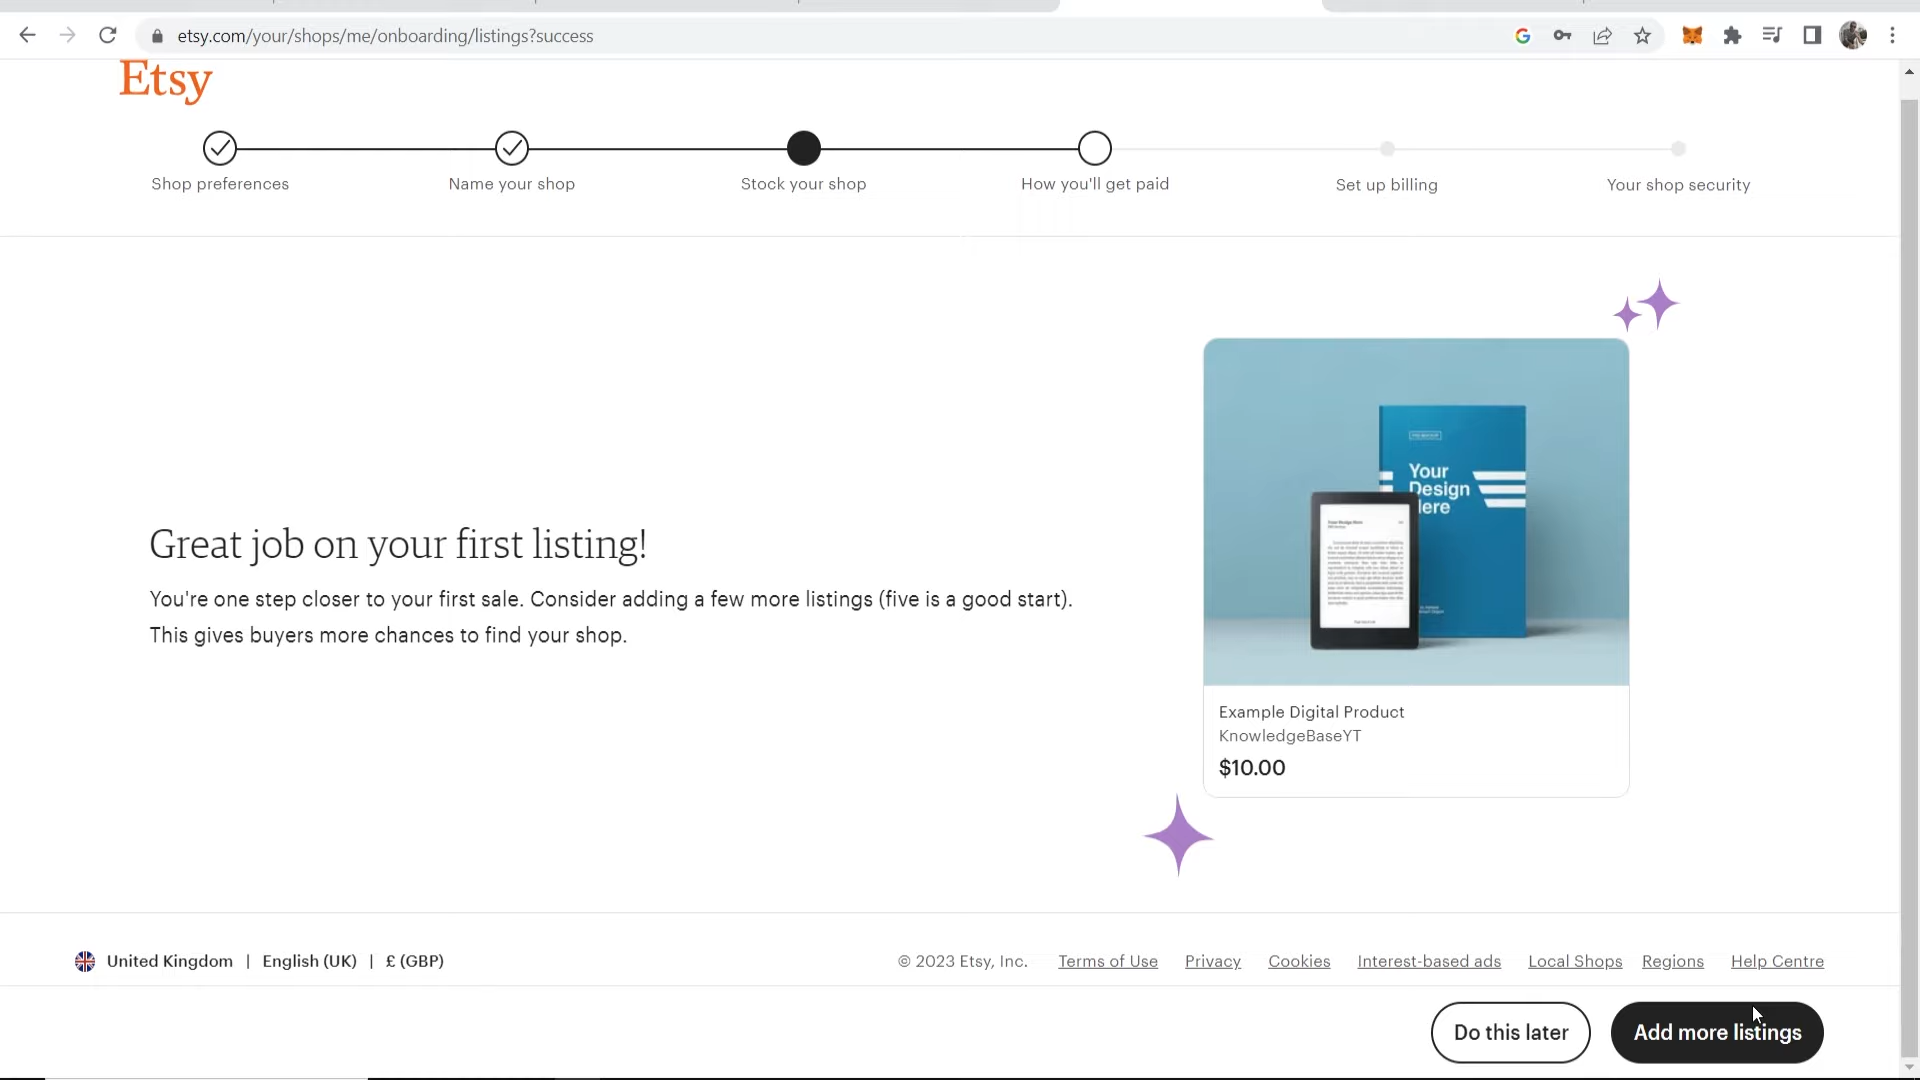 etsy.com/your/shops/me/onboarding/listings?success
Etsy
Shop preferences
Name your shop
Stock your shop
How you'll get paid
Set up billing
Your shop security
Your
Design
Here
Great job on your first listing!
You're one step closer to your first sale. Consider adding a few more listings (five is a good start).
This gives buyers more chances to find your shop.
Example Digital Product
KnowledgeBaseYT
$10.00
United Kingdom | English (UK) | £ (GBP)
© 2023 Etsy, Inc. Terms of Use Privacy Cookies Interest-based ads Local Shops Regions Help Centre
Do this later
Add more listings